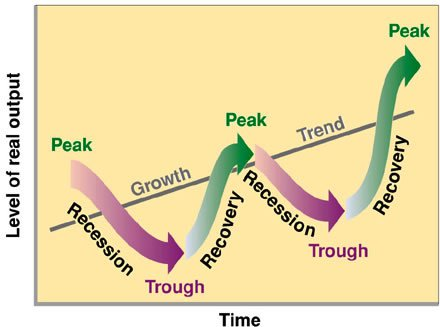 Peak
Peak
Trend
Peak
Growth
Recession
Recovery
Recession
Recovery
Trough
Trough
Level of real output
Time